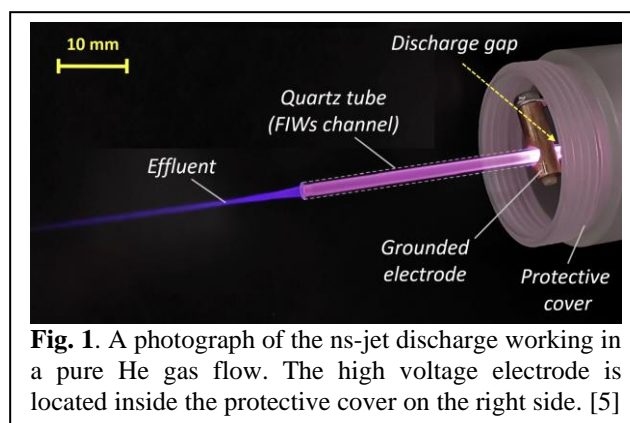 10 mm
Discharge gap
Quartz tube
(FIWs channel)
Effluent
Grounded
electrode
Protective
cover
Fig. 1. A photograph of the ns-jet discharge working in
a pure He gas flow. The high voltage electrode is
located inside the protective cover on the right side. [5]